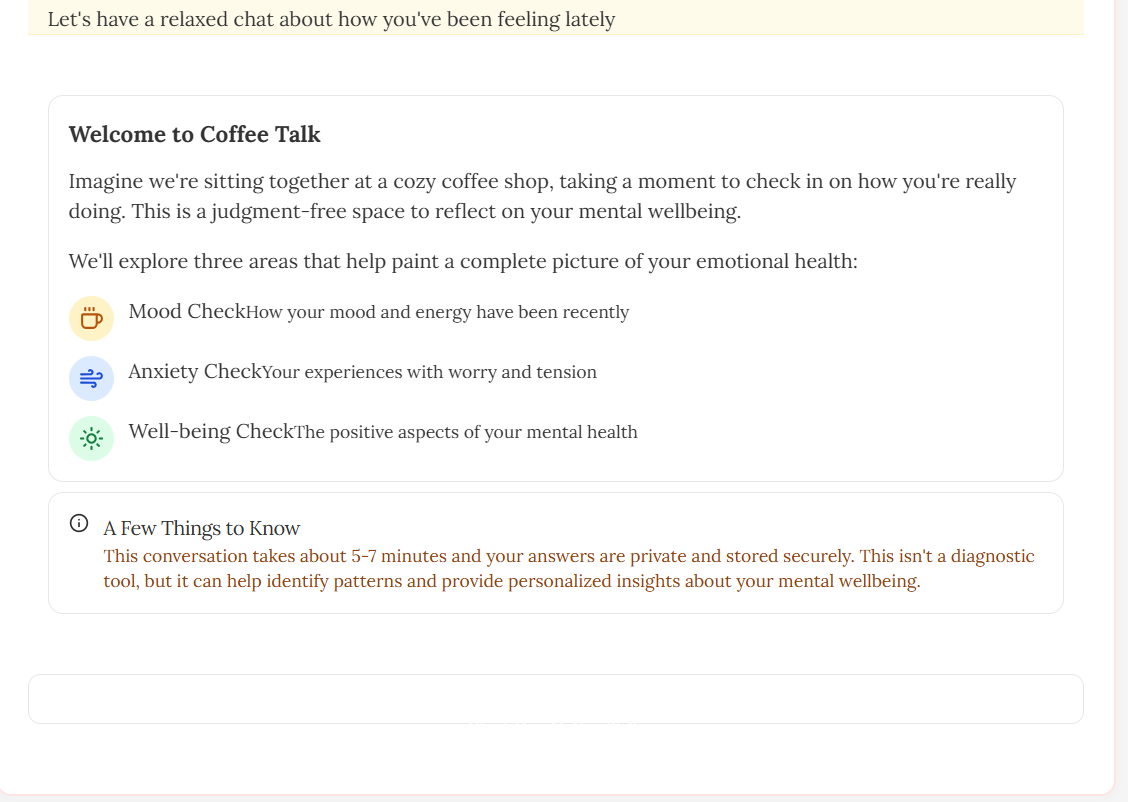 Let's have a relaxed chat about how you've been feeling lately
Welcome to Coffee Talk
Imagine we're sitting together at a cozy coffee shop, taking a moment to check in on how you're really
doing. This is a judgment-free space to reflect on your mental wellbeing.
We'll explore three areas that help paint a complete picture of your emotional health:
Mood CheckHow your mood and energy have been recently
Anxiety CheckYour experiences with worry and tension
Well-being CheckThe positive aspects of your mental health
A Few Things to Know
This conversation takes about 5-7 minutes and your answers are private and stored securely. This isn't a diagnostic
tool, but it can help identify patterns and provide personalized insights about your mental wellbeing.